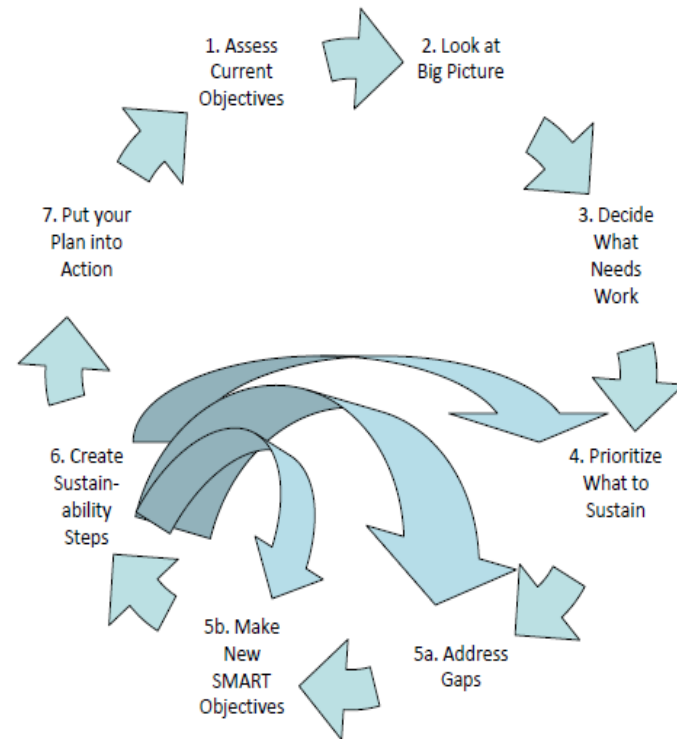 1. Assess
Current
Objectives
2. Look at
Big Picture
3. Decide
What
Needs
Work
4. Prioritize
What to
Sustain
5a. Address
Gaps
5b. Make
New
SMART
Objectives
6. Create
Sustain-
ability
Steps
7. Put your
Plan into
Action